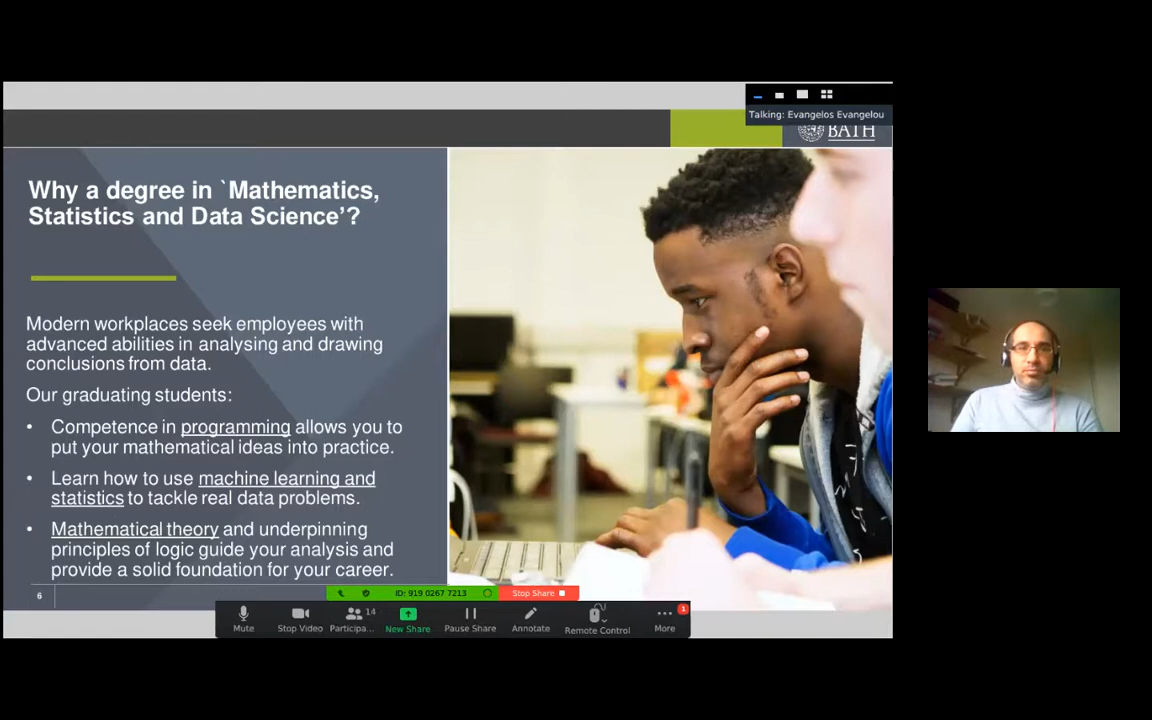 Talking: Evangelos Evangelou
BATH
Why a degree in `Mathematics,
Statistics and Data Science’?
Modern workplaces seek employees with
advanced abilities in analysing and drawing
conclusions from data.
Our graduating students:
• Competence in programming allows you to
put your mathematical ideas into practice.
• Learn how to use machine learning and
statistics to tackle real data problems.
• Mathematical theory and underpinning
principles of logic guide your analysis and
provide a solid foundation for your career.
6
ID: 919 0267 7213
Stop Share
Mute
Stop Video
Participa... 14
New Share
Pause Share
Annotate
Remote Control
More 1